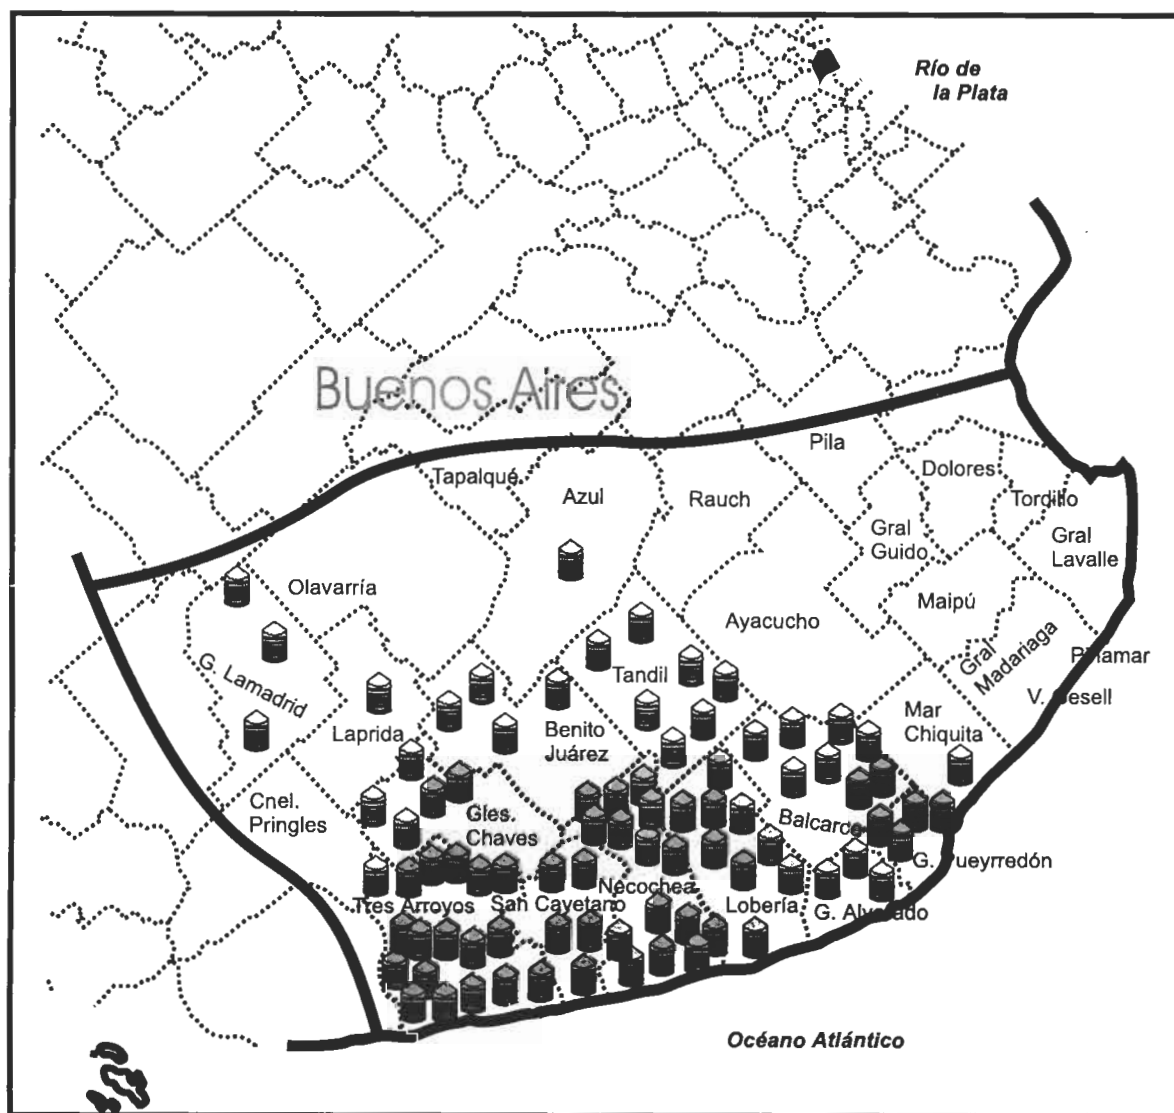 Río de
la Plata
Buenos Aires
Pila
Dolores
Tapalqué
Azul
Rauch
Tordillo
Gral
Guido
Gral
Lavalle
Olavarría
Maipú
Ayacucho
Gral
Madariaga
Pinamar
G. Lamadrid
Tandil
V. Gesell
Mar
Chiquita
Laprida
Benito
Juárez
Cnel.
Pringles
Gles.
Chaves
Balcarce
G. Pueyrredón
Necochea
Tres Arroyos
San Cayetano
Lobería
G. Alvarado
Océano Atlántico